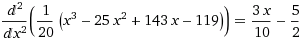 d²/dx² (1/20 (x³ − 25 x² + 143 x − 119)) = 3 x/10 − 5/2